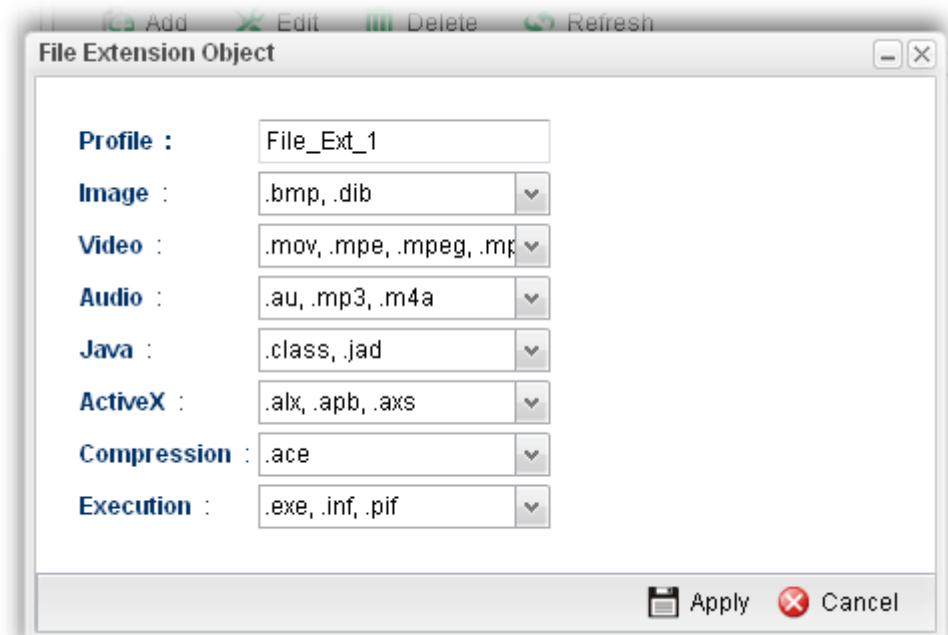 Add Edit Delete Refresh
File Extension Object
Profile : File_Ext_1
Image : .bmp, .dib
Video : .mov, .mpe, .mpeg, .mp
Audio : .au, .mp3, .m4a
Java : .class, .jad
ActiveX : .alx, .apb, .axs
Compression : .ace
Execution : .exe, .inf, .pif
Apply Cancel